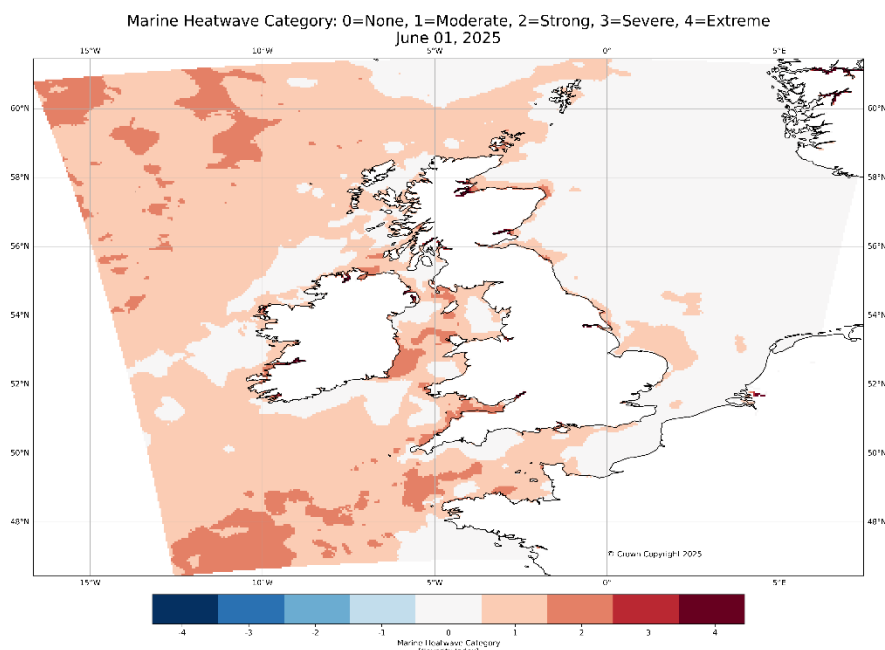 Marine Heatwave Category: 0=None, 1=Moderate, 2=Strong, 3=Severe, 4=Extreme
June 01, 2025
15°W 10°W 5°W 0° 5°E
60°N 60°N
58°N 58°N
56°N 56°N
54°N 54°N
52°N 52°N
50°N 50°N
48°N 48°N
© Crown Copyright 2025
15°W 10°W 5°W 0° 5°E
-4 -3 -2 -1 0 1 2 3 4
Marine Heatwave Category